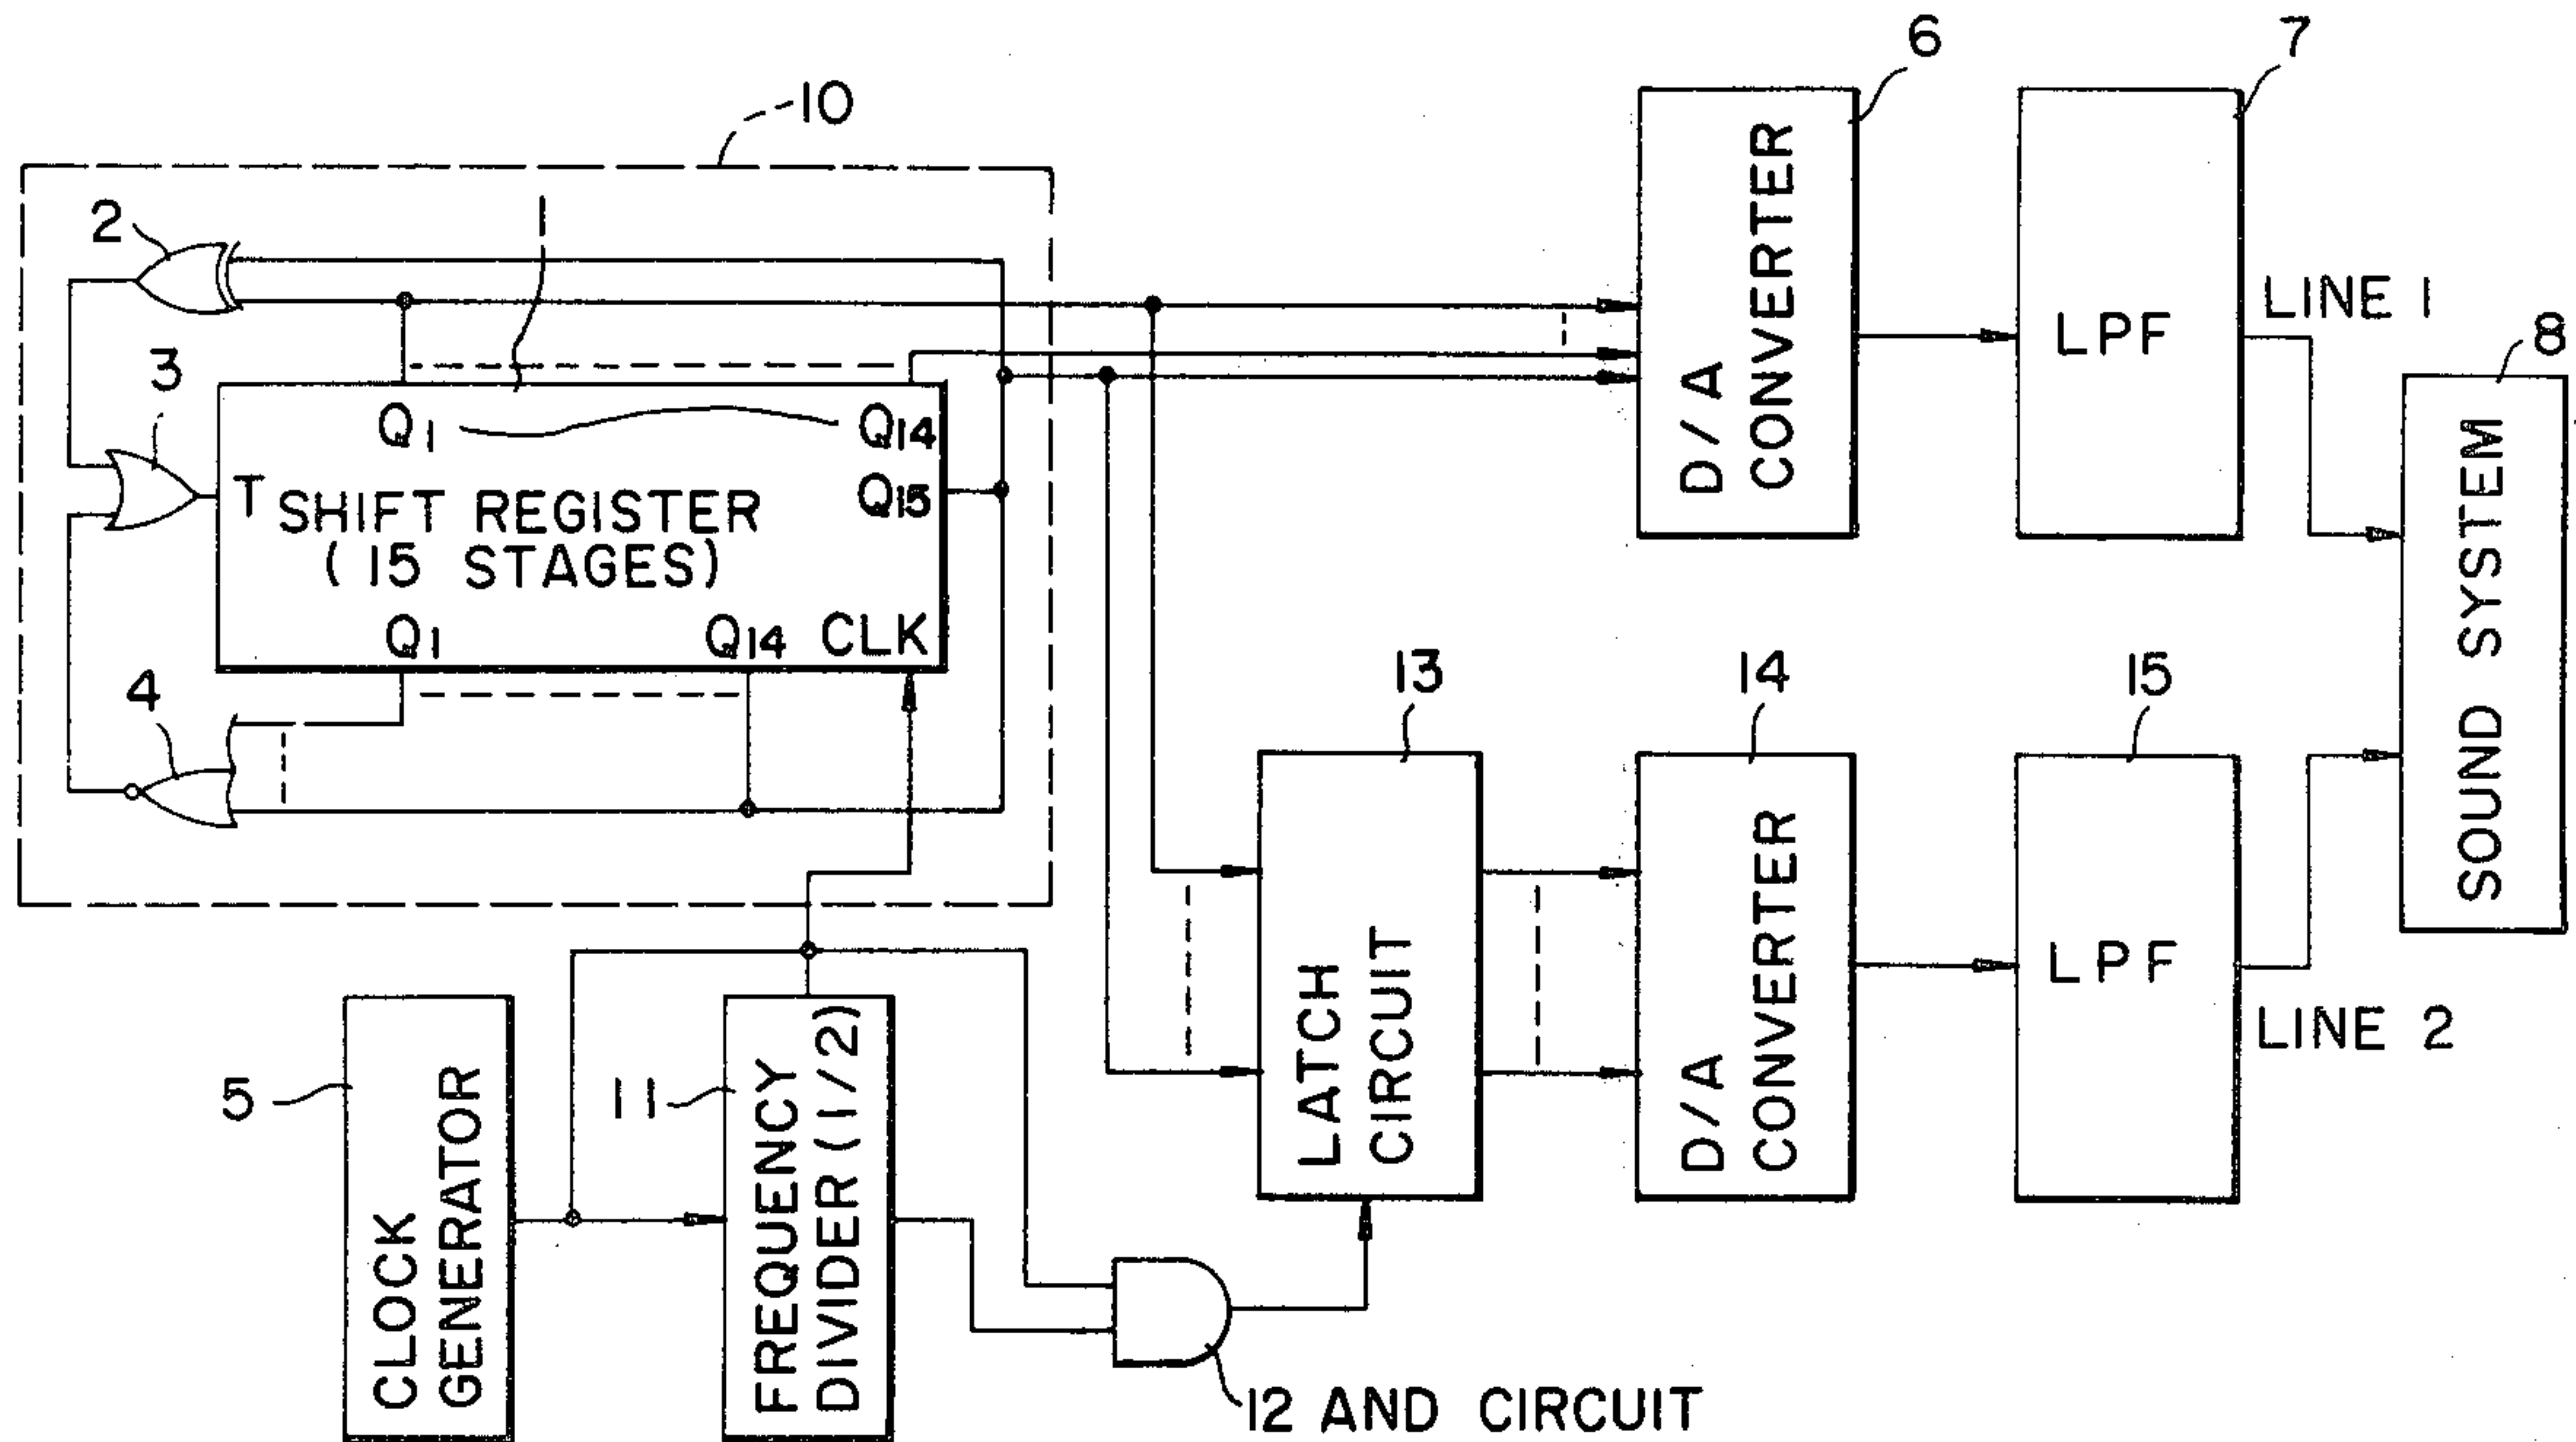 10
6
7
2
1
3
Q1
Q14
Q15
T
SHIFT REGISTER
(15 STAGES)
Q1
Q14
CLK
4
D/A
CONVERTER
LPF
LINE 1
8
SOUND SYSTEM
13
14
15
LATCH
CIRCUIT
D/A
CONVERTER
LPF
LINE 2
5
CLOCK
GENERATOR
11
FREQUENCY
DIVIDER (1/2)
12 AND CIRCUIT